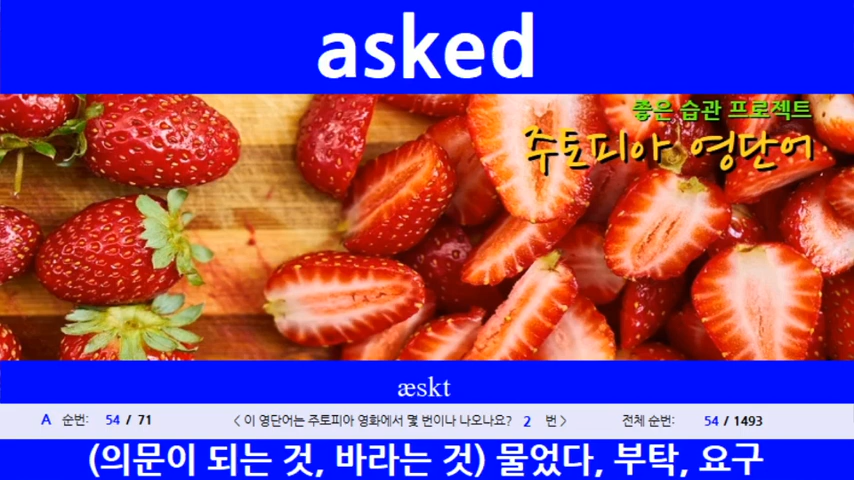 asked
좋은 습관 프로젝트
주토피아 영단어
æskt
A 순번: 54 / 71 < 이 영단어는 주토피아 영화에서 몇 번이나 나오나요? 2 번 > 전체 순번: 54 / 1493
(의문이 되는 것, 바라는 것) 물었다, 부탁, 요구